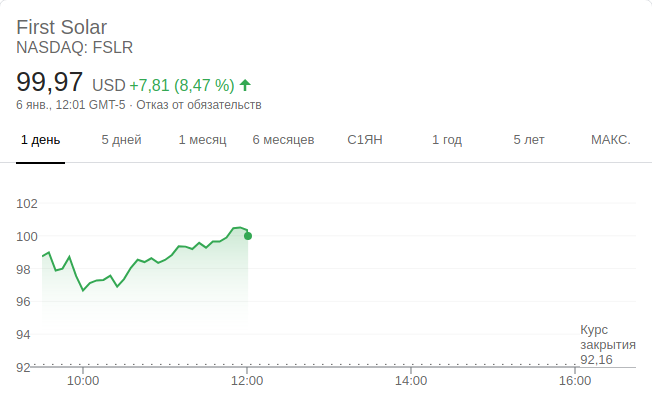 First Solar
NASDAQ: FSLR
99,97 USD +7,81 (8,47 %)
6 янв., 12:01 GMT-5 · Отказ от обязательств
1 день 5 дней 1 месяц 6 месяцев С1ЯН 1 год 5 лет МАКС.
102
100
98
96
94
92
Курс
закрытия
92,16
10:00 12:00 14:00 16:00